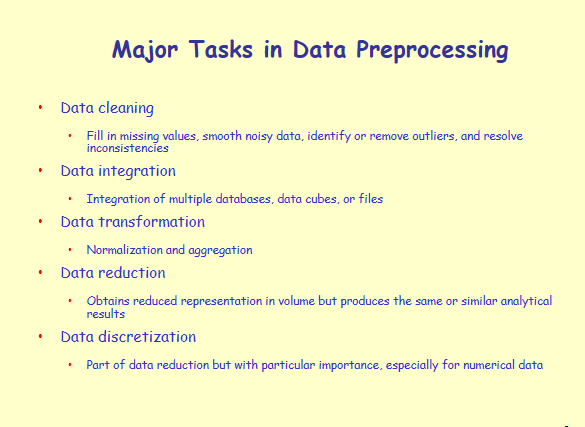 Major Tasks in Data Preprocessing
• Data cleaning
• Fill in missing values, smooth noisy data, identify or remove outliers, and resolve
inconsistencies
• Data integration
• Integration of multiple databases, data cubes, or files
• Data transformation
• Normalization and aggregation
• Data reduction
• Obtains reduced representation in volume but produces the same or similar analytical
results
• Data discretization
• Part of data reduction but with particular importance, especially for numerical data